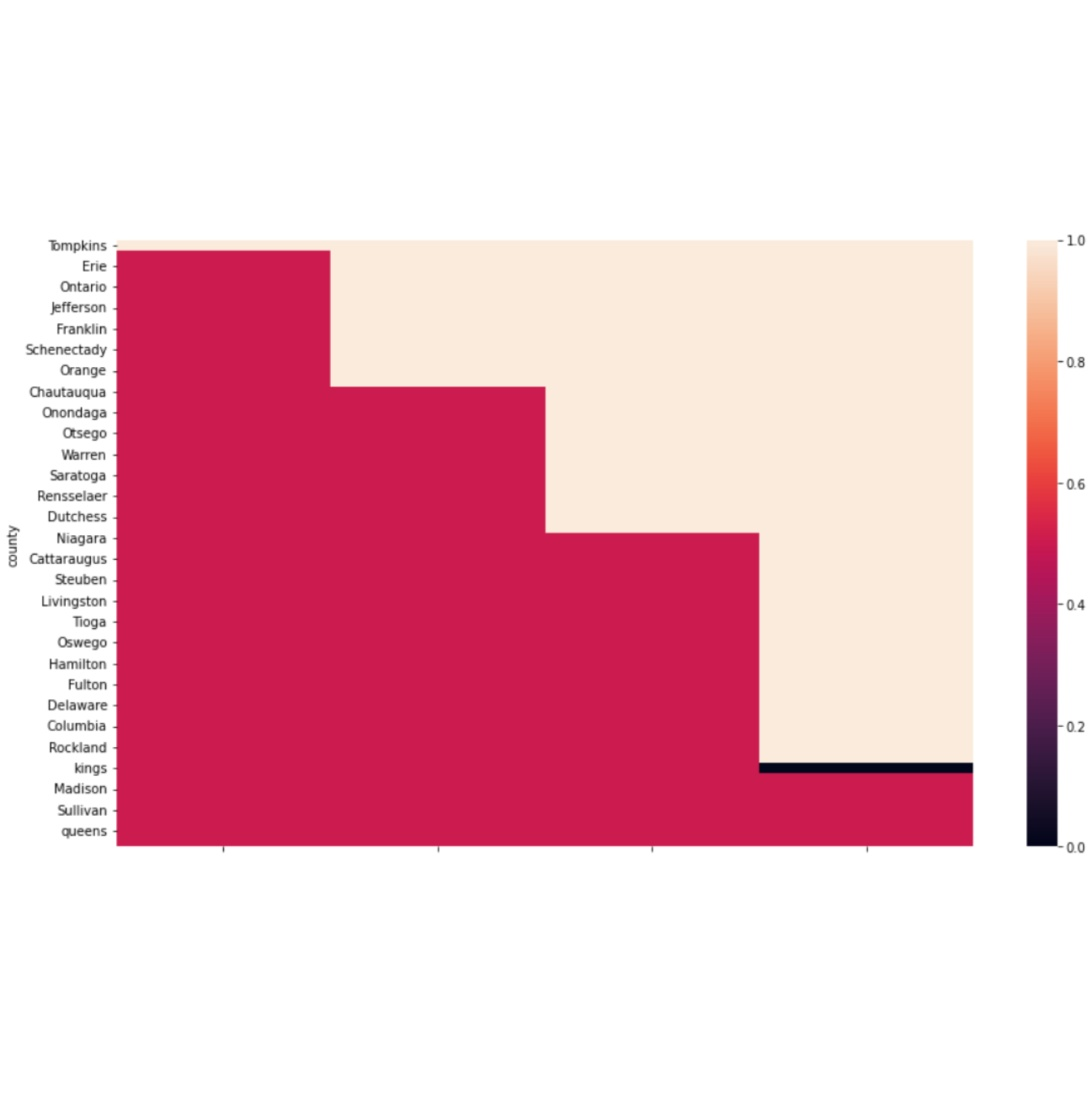 Tompkins
Erie
Ontario
Jefferson
Franklin
Schenectady
Orange
Chautauqua
Onondaga
Otsego
Warren
Saratoga
Rensselaer
Dutchess
Niagara
Cattaraugus
Steuben
Livingston
Tioga
Oswego
Hamilton
Fulton
Delaware
Columbia
Rockland
kings
Madison
Sullivan
queens
county
1.0
0.8
0.6
0.4
0.2
0.0